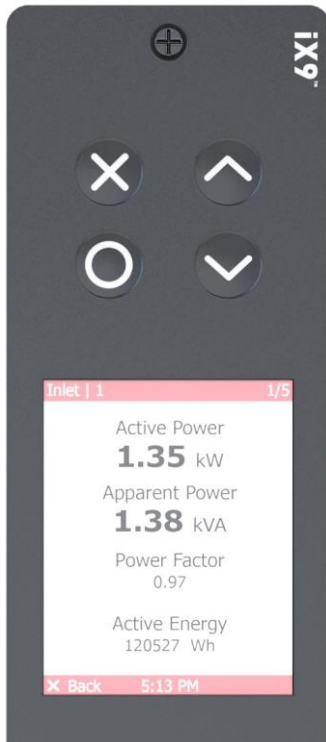 iX9™
Inlet | 1 1/5
Active Power
1.35 kW
Apparent Power
1.38 kVA
Power Factor
0.97
Active Energy
120527 Wh
X Back 5:13 PM